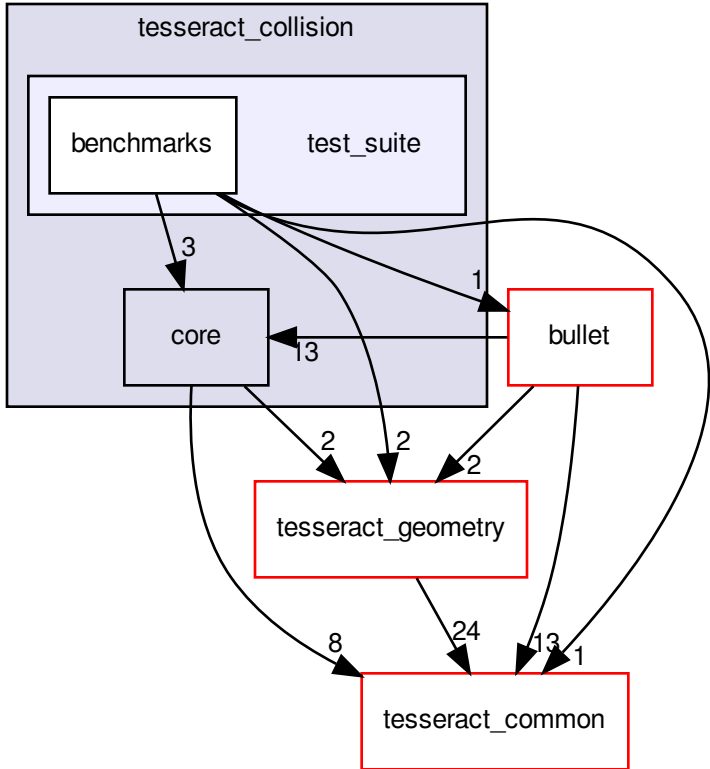 tesseract_collision
benchmarks
test_suite
3
1
core
bullet
13
2
2
2
tesseract_geometry
24
8
13
1
tesseract_common